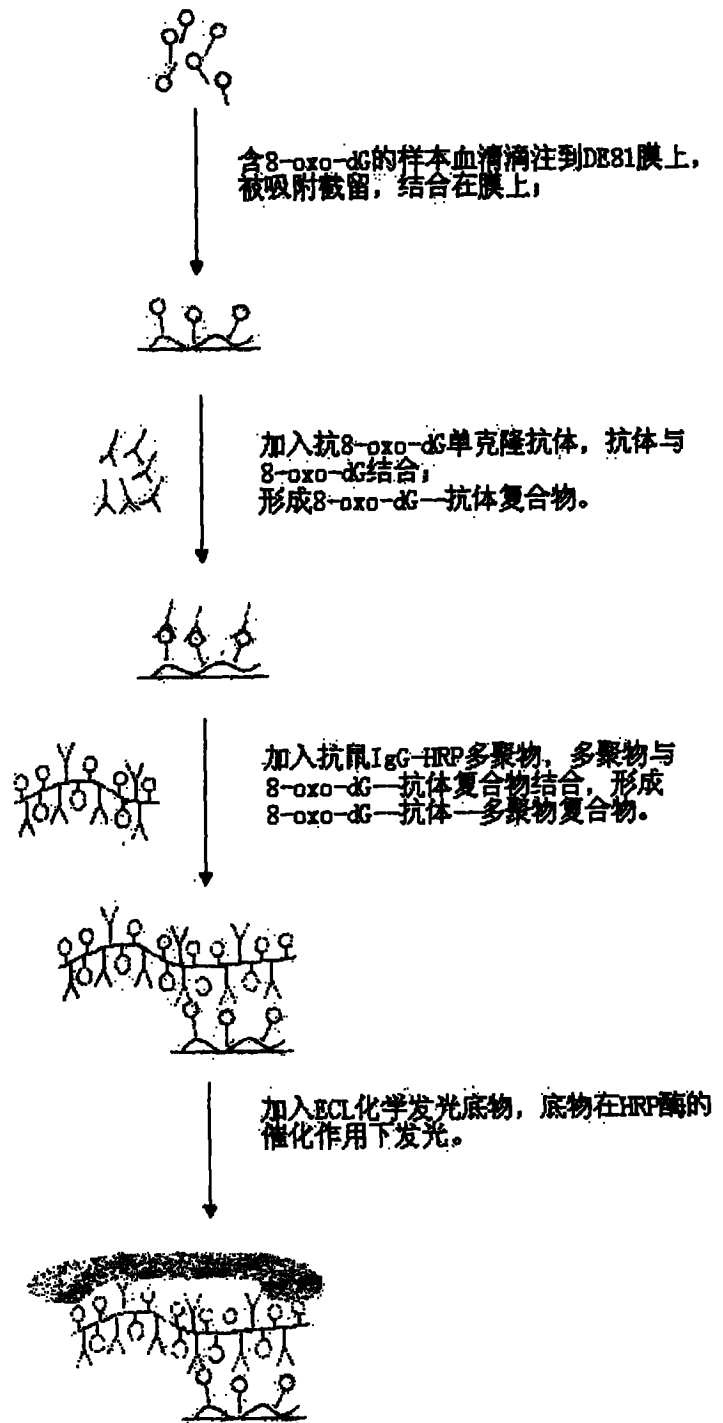 含8-oxo-dG的样本血清滴注到DE81膜上，
被吸附截留，结合在膜上；
加入抗8-oxo-dG单克隆抗体，抗体与
8-oxo-dG结合；
形成8-oxo-dG—抗体复合物。
加入抗鼠IgG-HRP多聚物，多聚物与
8-oxo-dG—抗体复合物结合，形成
8-oxo-dG—抗体—多聚物复合物。
加入ECL化学发光底物，底物在HRP酶的
催化作用下发光。